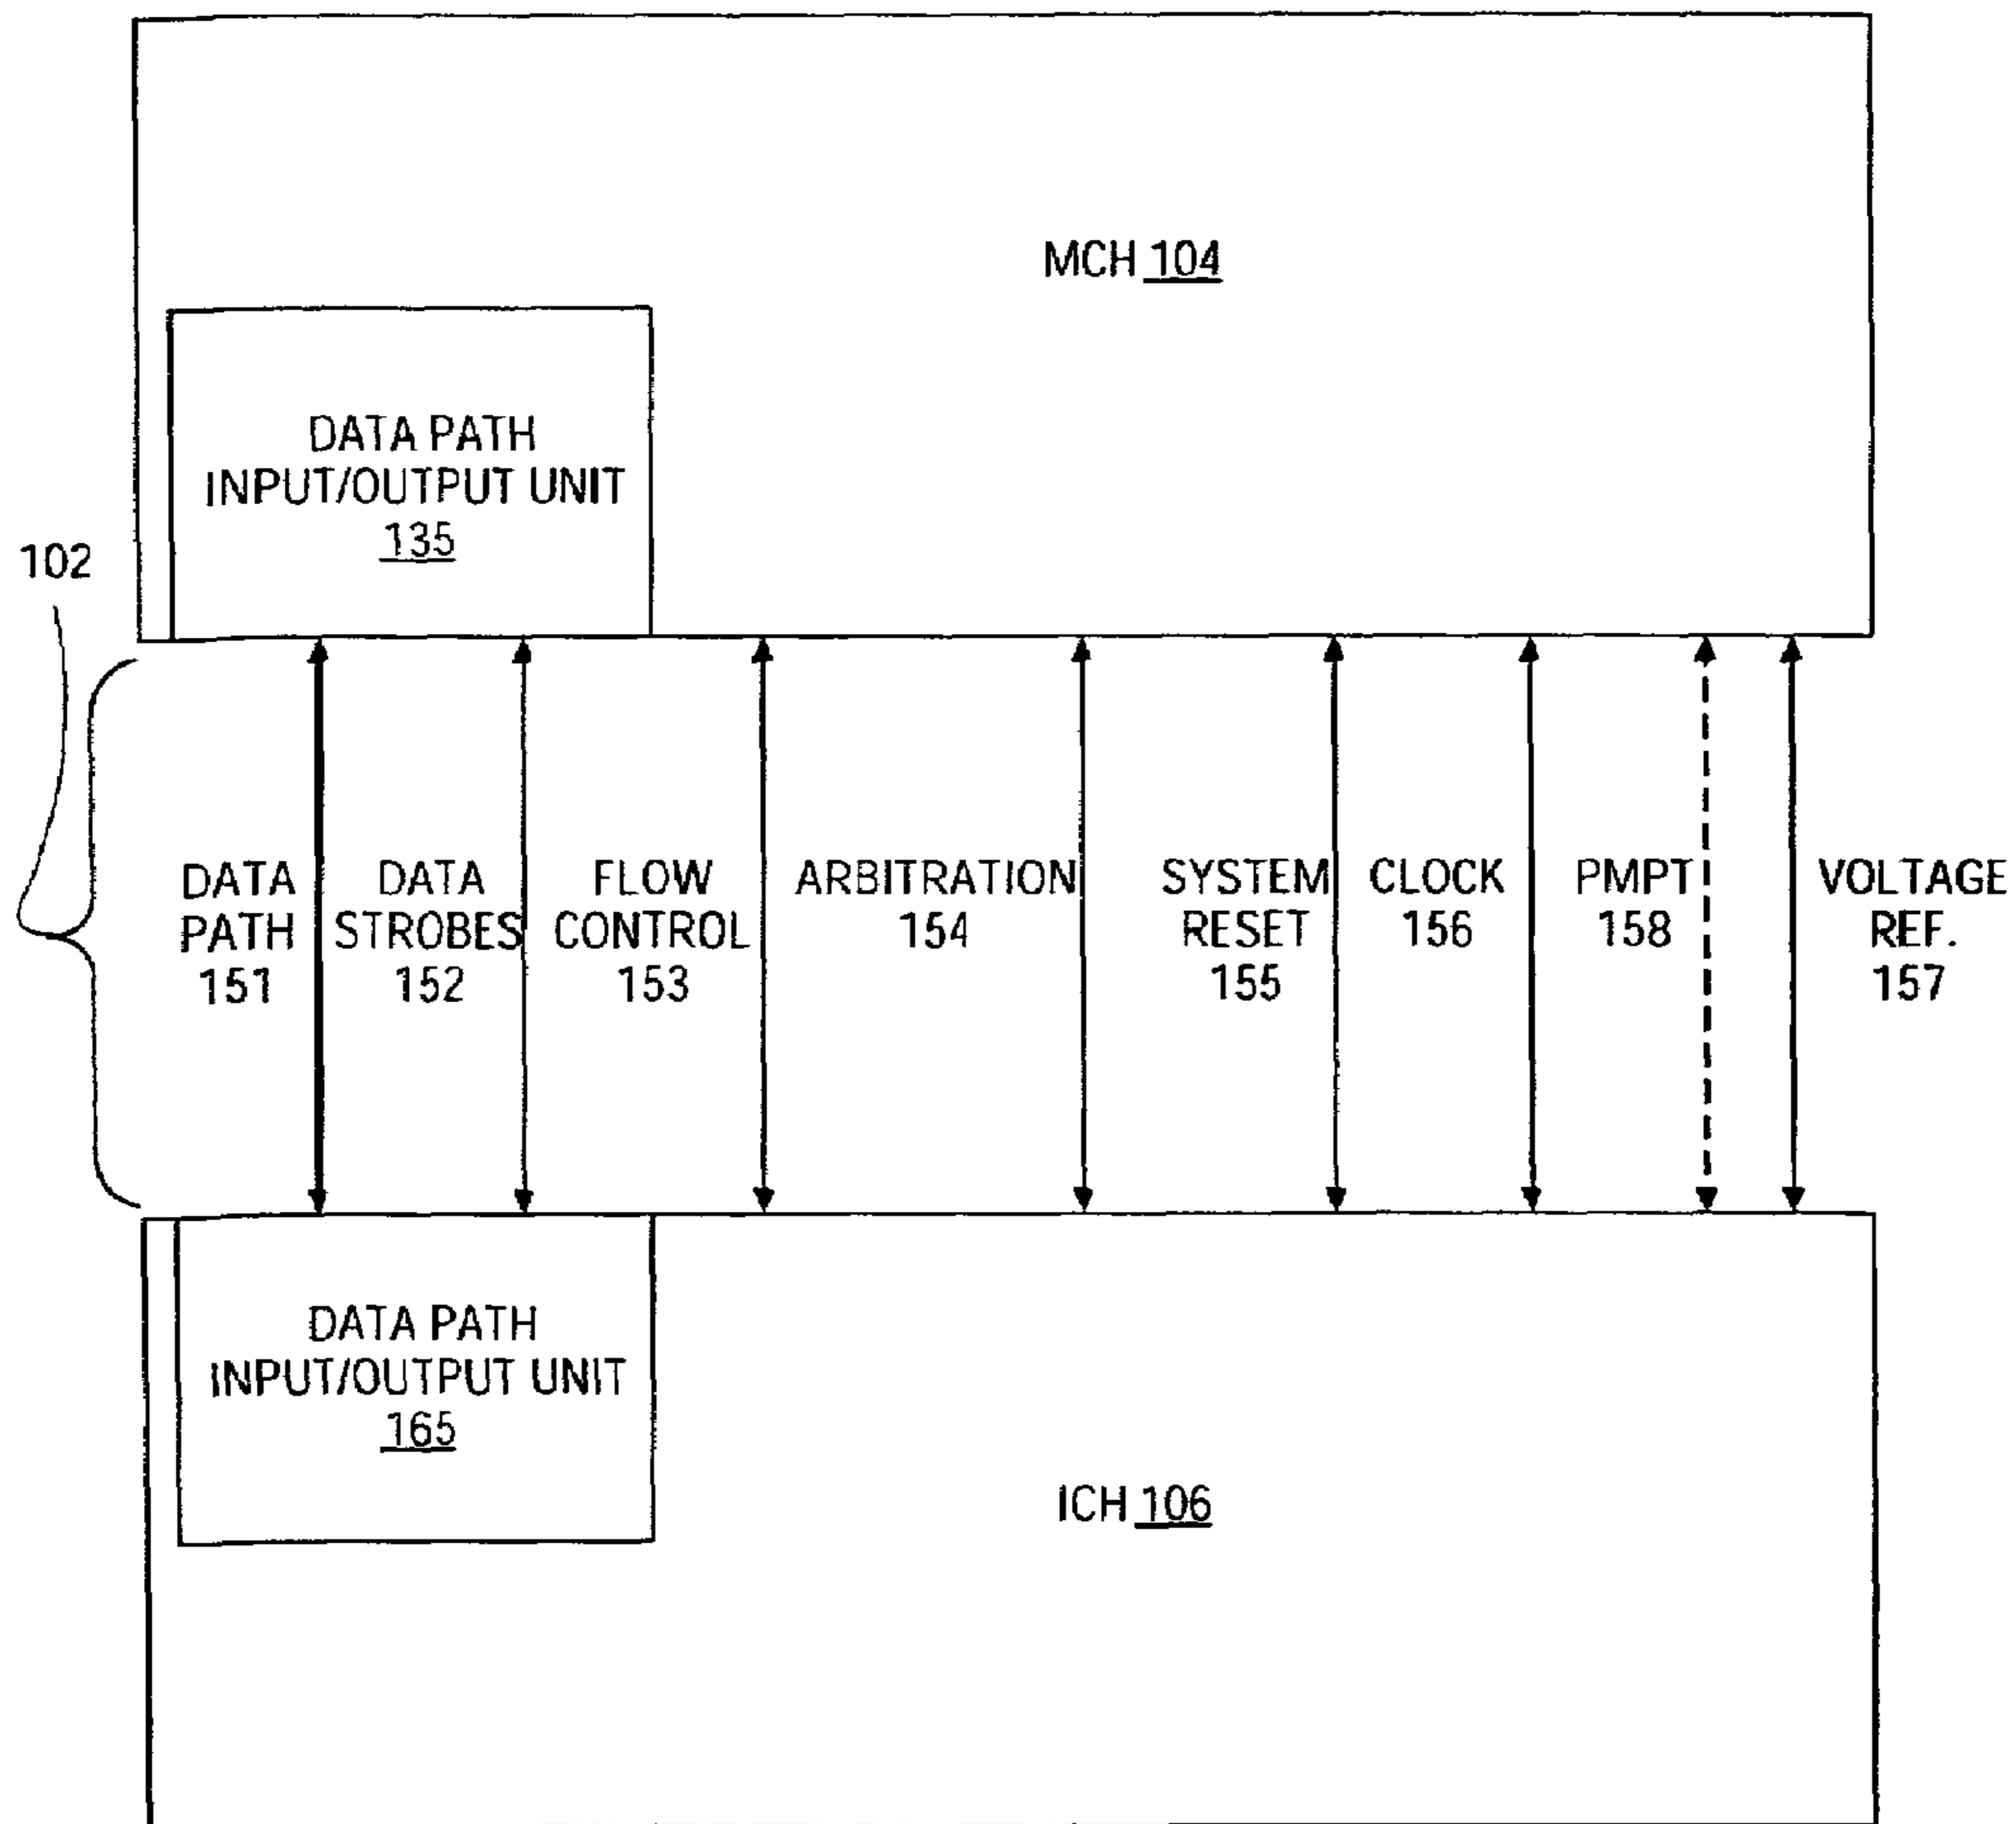 MCH 104
DATA PATH
INPUT/OUTPUT UNIT
135
102
DATA
PATH
151
DATA
STROBES
152
FLOW
CONTROL
153
ARBITRATION
154
SYSTEM
RESET
155
CLOCK
156
PMPT
158
VOLTAGE
REF.
157
DATA PATH
INPUT/OUTPUT UNIT
165
ICH 106